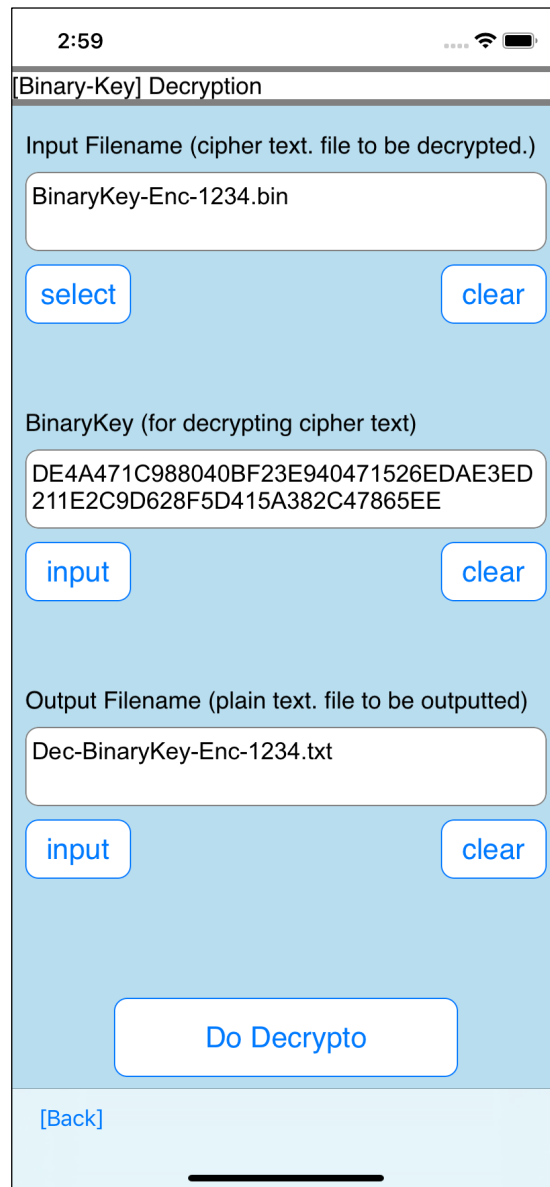 2:59
[Binary-Key] Decryption
Input Filename (cipher text. file to be decrypted.)
BinaryKey-Enc-1234.bin
select clear
BinaryKey (for decrypting cipher text)
DE4A471C988040BF23E940471526EDAE3ED
211E2C9D628F5D415A382C47865EE
input clear
Output Filename (plain text. file to be outputted)
Dec-BinaryKey-Enc-1234.txt
input clear
Do Decrypto
[Back]